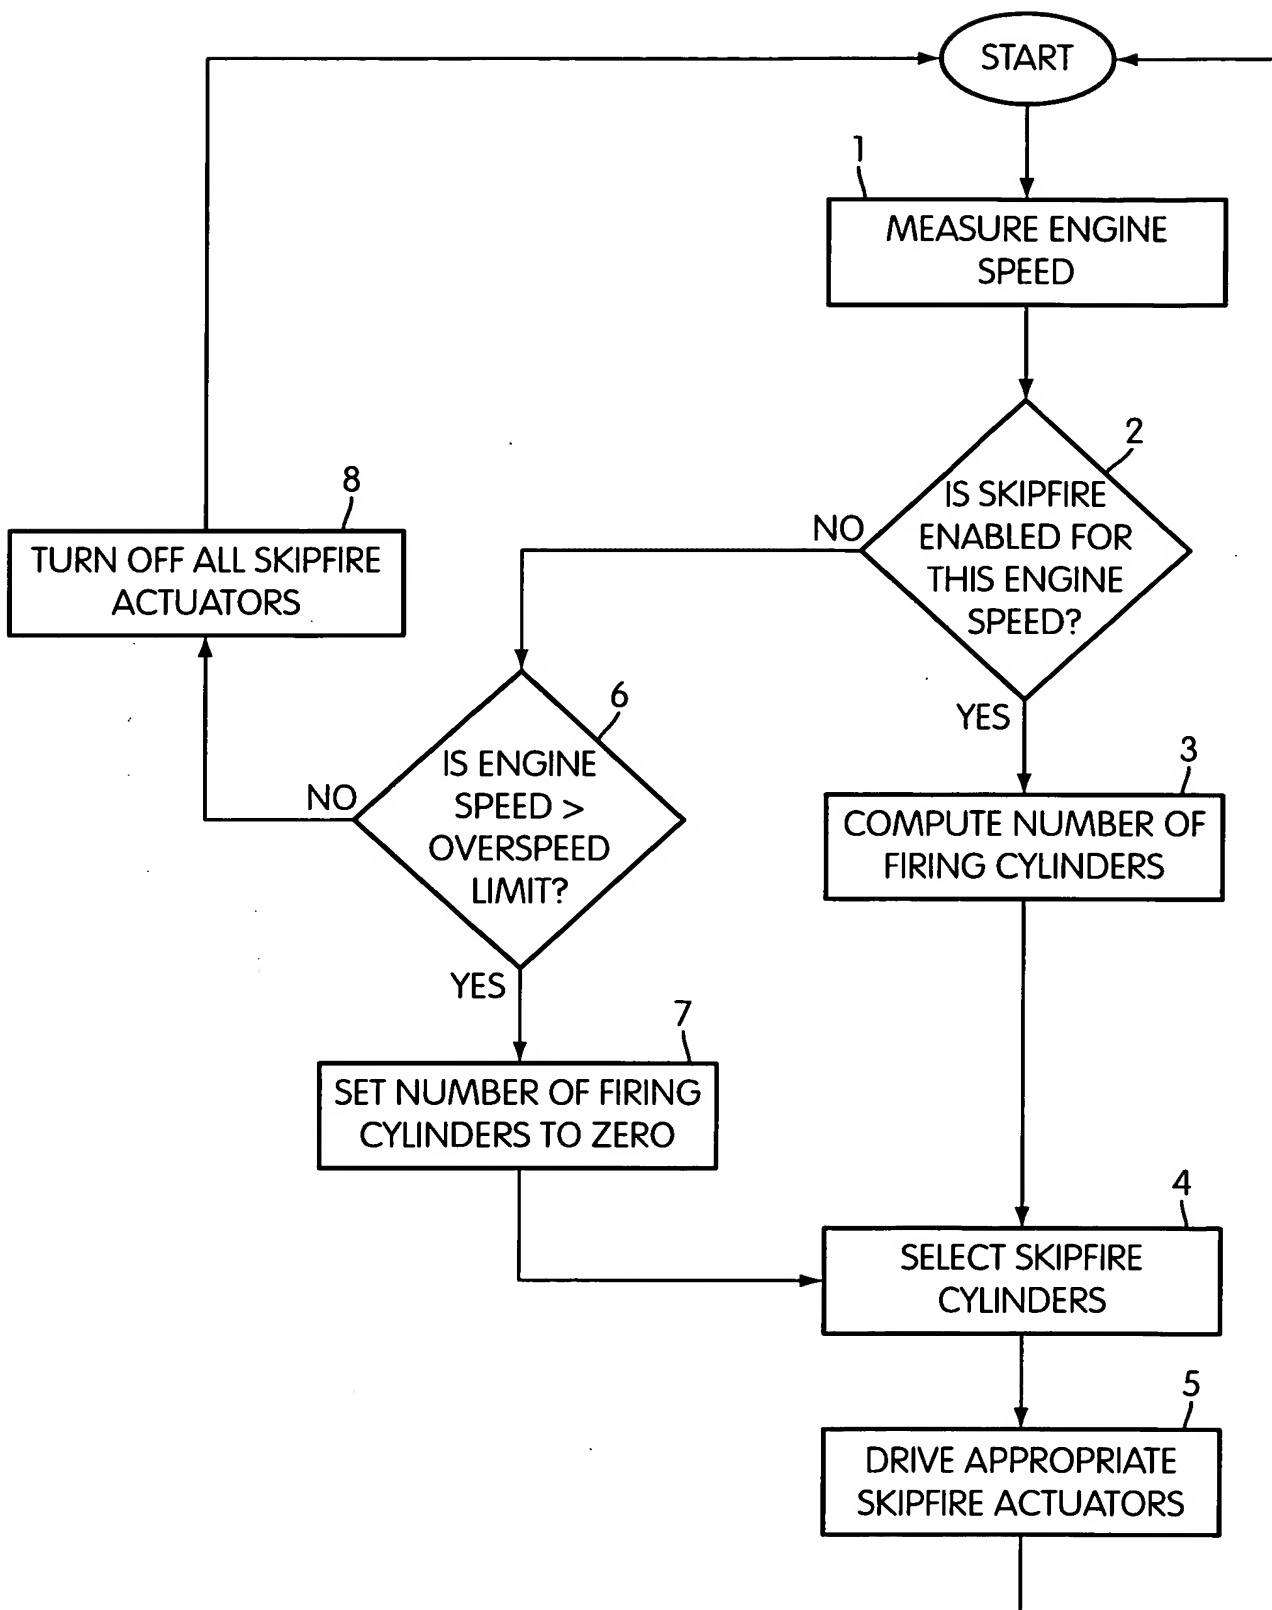 START
1
MEASURE ENGINE
SPEED
2
IS SKIPFIRE
ENABLED FOR
THIS ENGINE
SPEED?
NO
YES
8
TURN OFF ALL SKIPFIRE
ACTUATORS
6
IS ENGINE
SPEED >
OVERSPEED
LIMIT?
NO
YES
3
COMPUTE NUMBER OF
FIRING CYLINDERS
7
SET NUMBER OF FIRING
CYLINDERS TO ZERO
4
SELECT SKIPFIRE
CYLINDERS
5
DRIVE APPROPRIATE
SKIPFIRE ACTUATORS